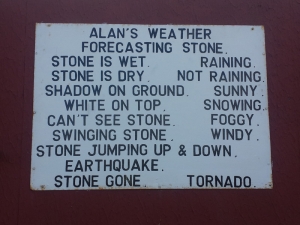 ALAN'S WEATHER
FORECASTING STONE.
STONE IS WET. RAINING.
STONE IS DRY. NOT RAINING.
SHADOW ON GROUND. SUNNY.
WHITE ON TOP. SNOWING.
CAN'T SEE STONE. FOGGY.
SWINGING STONE. WINDY.
STONE JUMPING UP & DOWN.
EARTHQUAKE.
STONE GONE TORNADO.